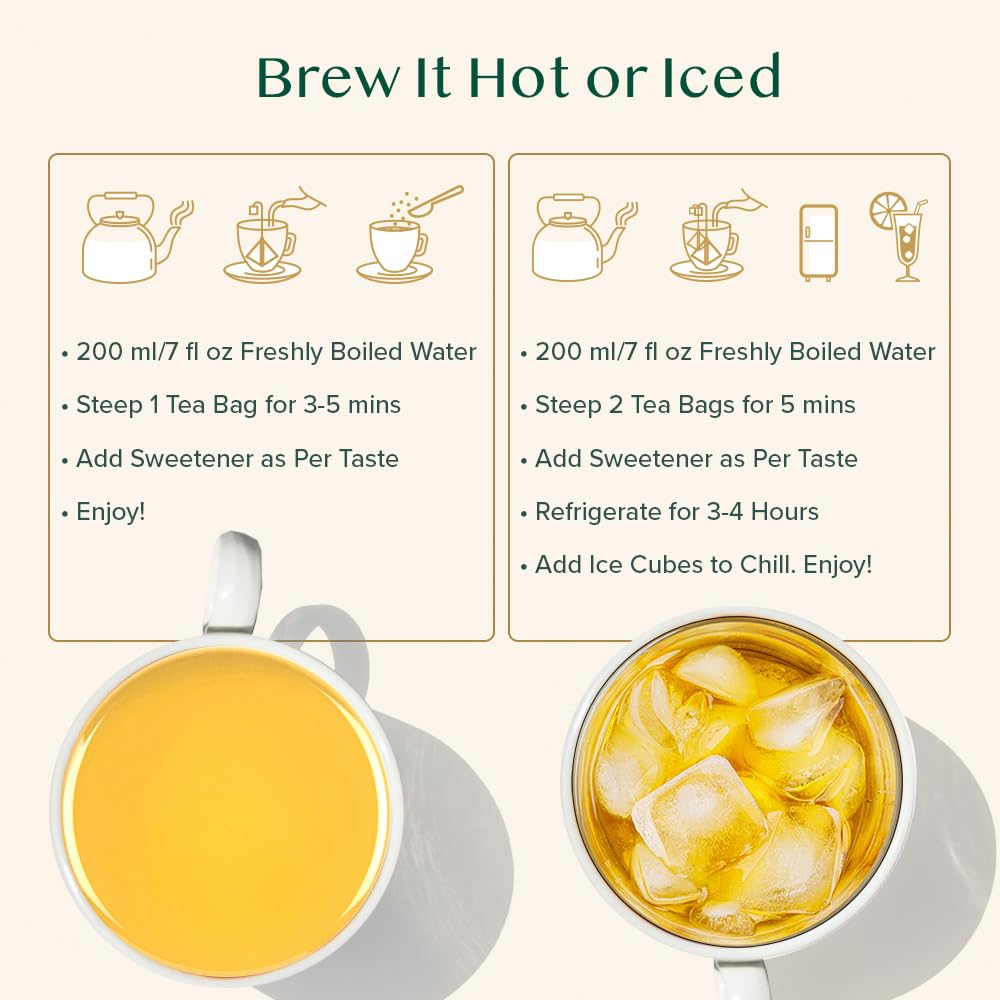 Brew It Hot or Iced
• 200 ml/7 fl oz Freshly Boiled Water
• Steep 1 Tea Bag for 3-5 mins
• Add Sweetener as Per Taste
• Enjoy!
• 200 ml/7 fl oz Freshly Boiled Water
• Steep 2 Tea Bags for 5 mins
• Add Sweetener as Per Taste
• Refrigerate for 3-4 Hours
• Add Ice Cubes to Chill. Enjoy!